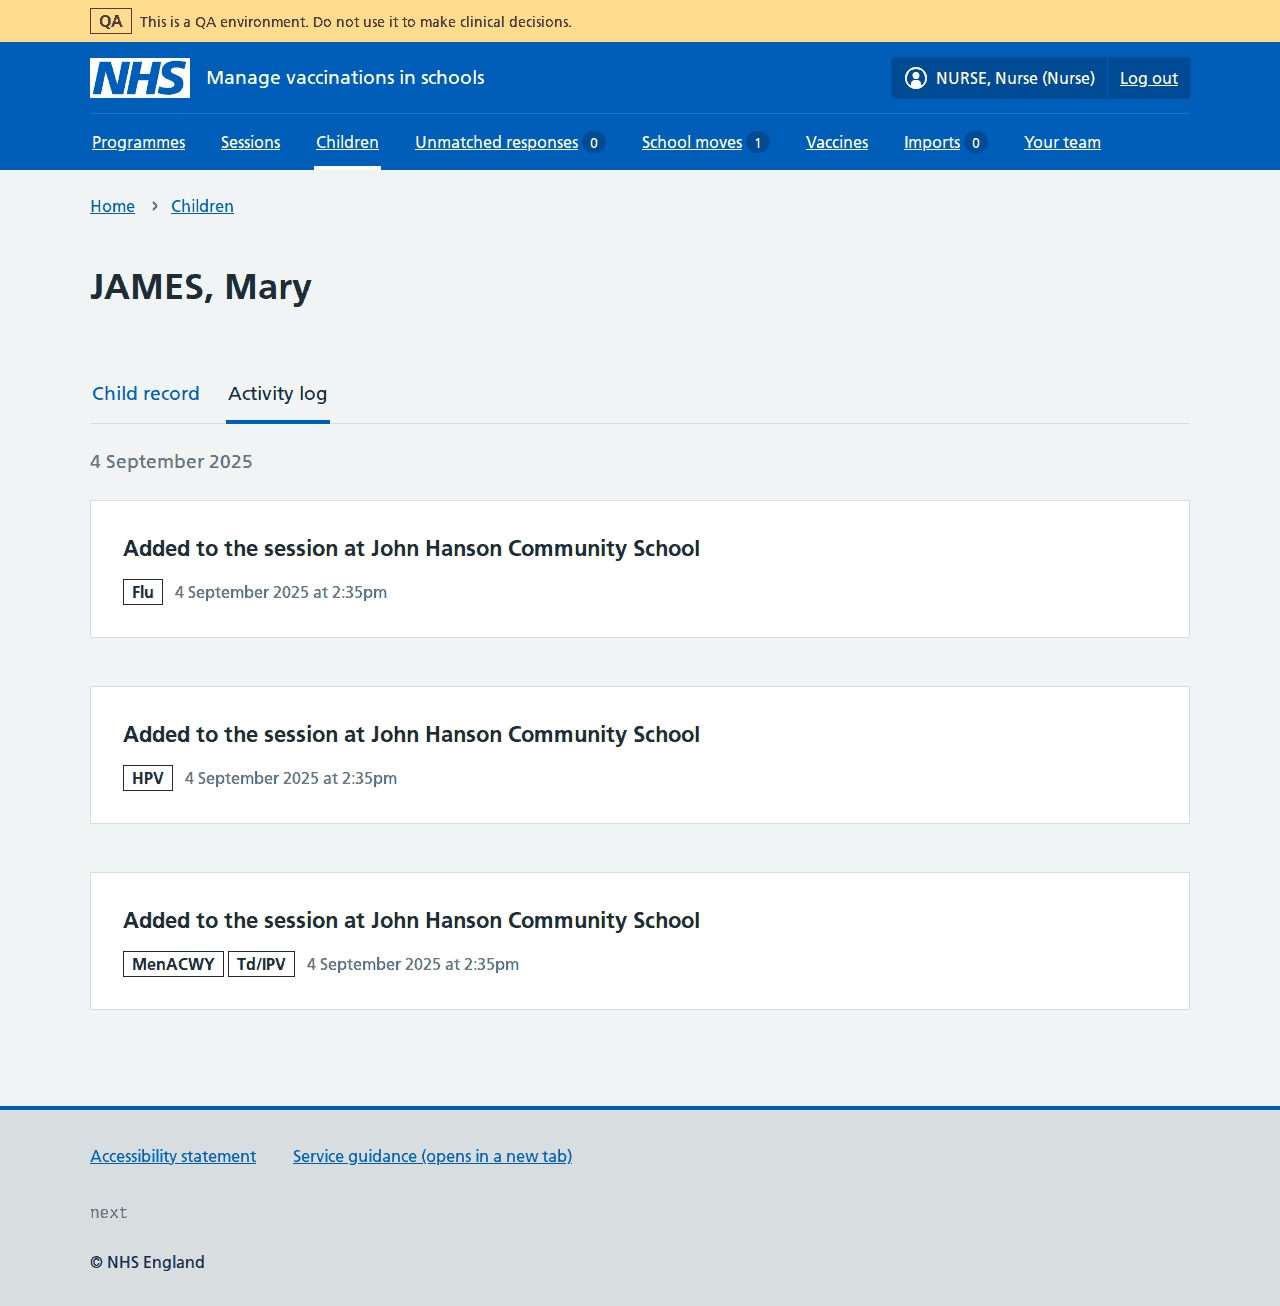 QA This is a QA environment. Do not use it to make clinical decisions.
NHS Manage vaccinations in schools NURSE, Nurse (Nurse) Log out
Programmes Sessions Children Unmatched responses 0 School moves 1 Vaccines Imports 0 Your team
Home › Children
JAMES, Mary
Child record Activity log
4 September 2025
Added to the session at John Hanson Community School
Flu 4 September 2025 at 2:35pm
Added to the session at John Hanson Community School
HPV 4 September 2025 at 2:35pm
Added to the session at John Hanson Community School
MenACWY Td/IPV 4 September 2025 at 2:35pm
Accessibility statement Service guidance (opens in a new tab)
next
© NHS England